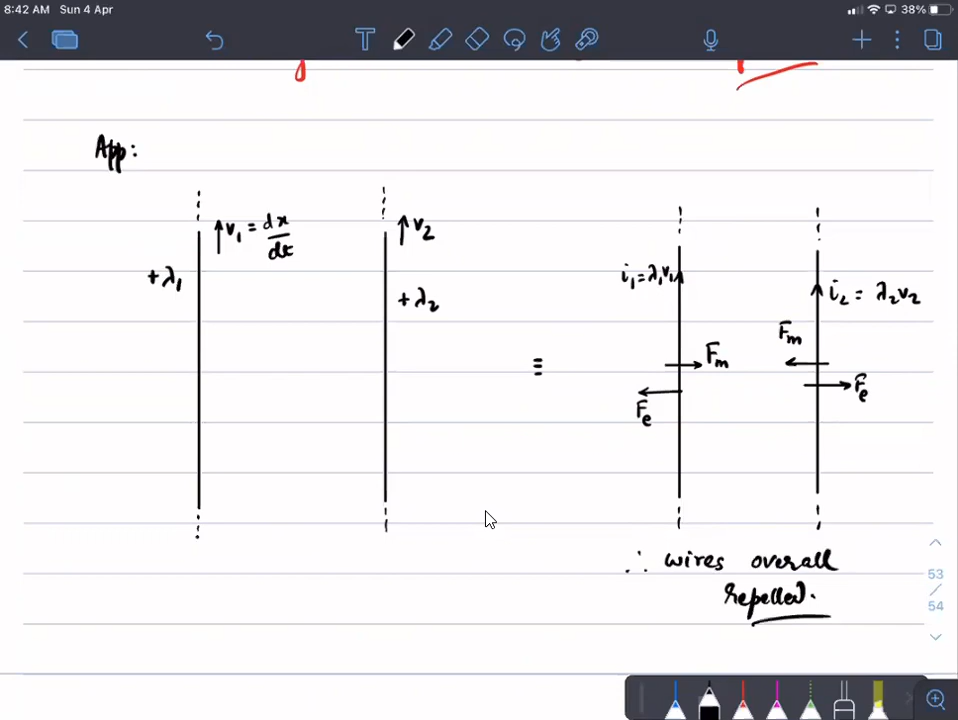 8:42 AM Sun 4 Apr
38%
T
App:
v₁ = dx/dt
+λ₁
v₂
+λ₂
≡
i₁ = λ₁v₁
Fₘ
Fₑ
i₂ = λ₂v₂
Fₘ
Fₑ
∴ wires overall
repelled.
53
/
54